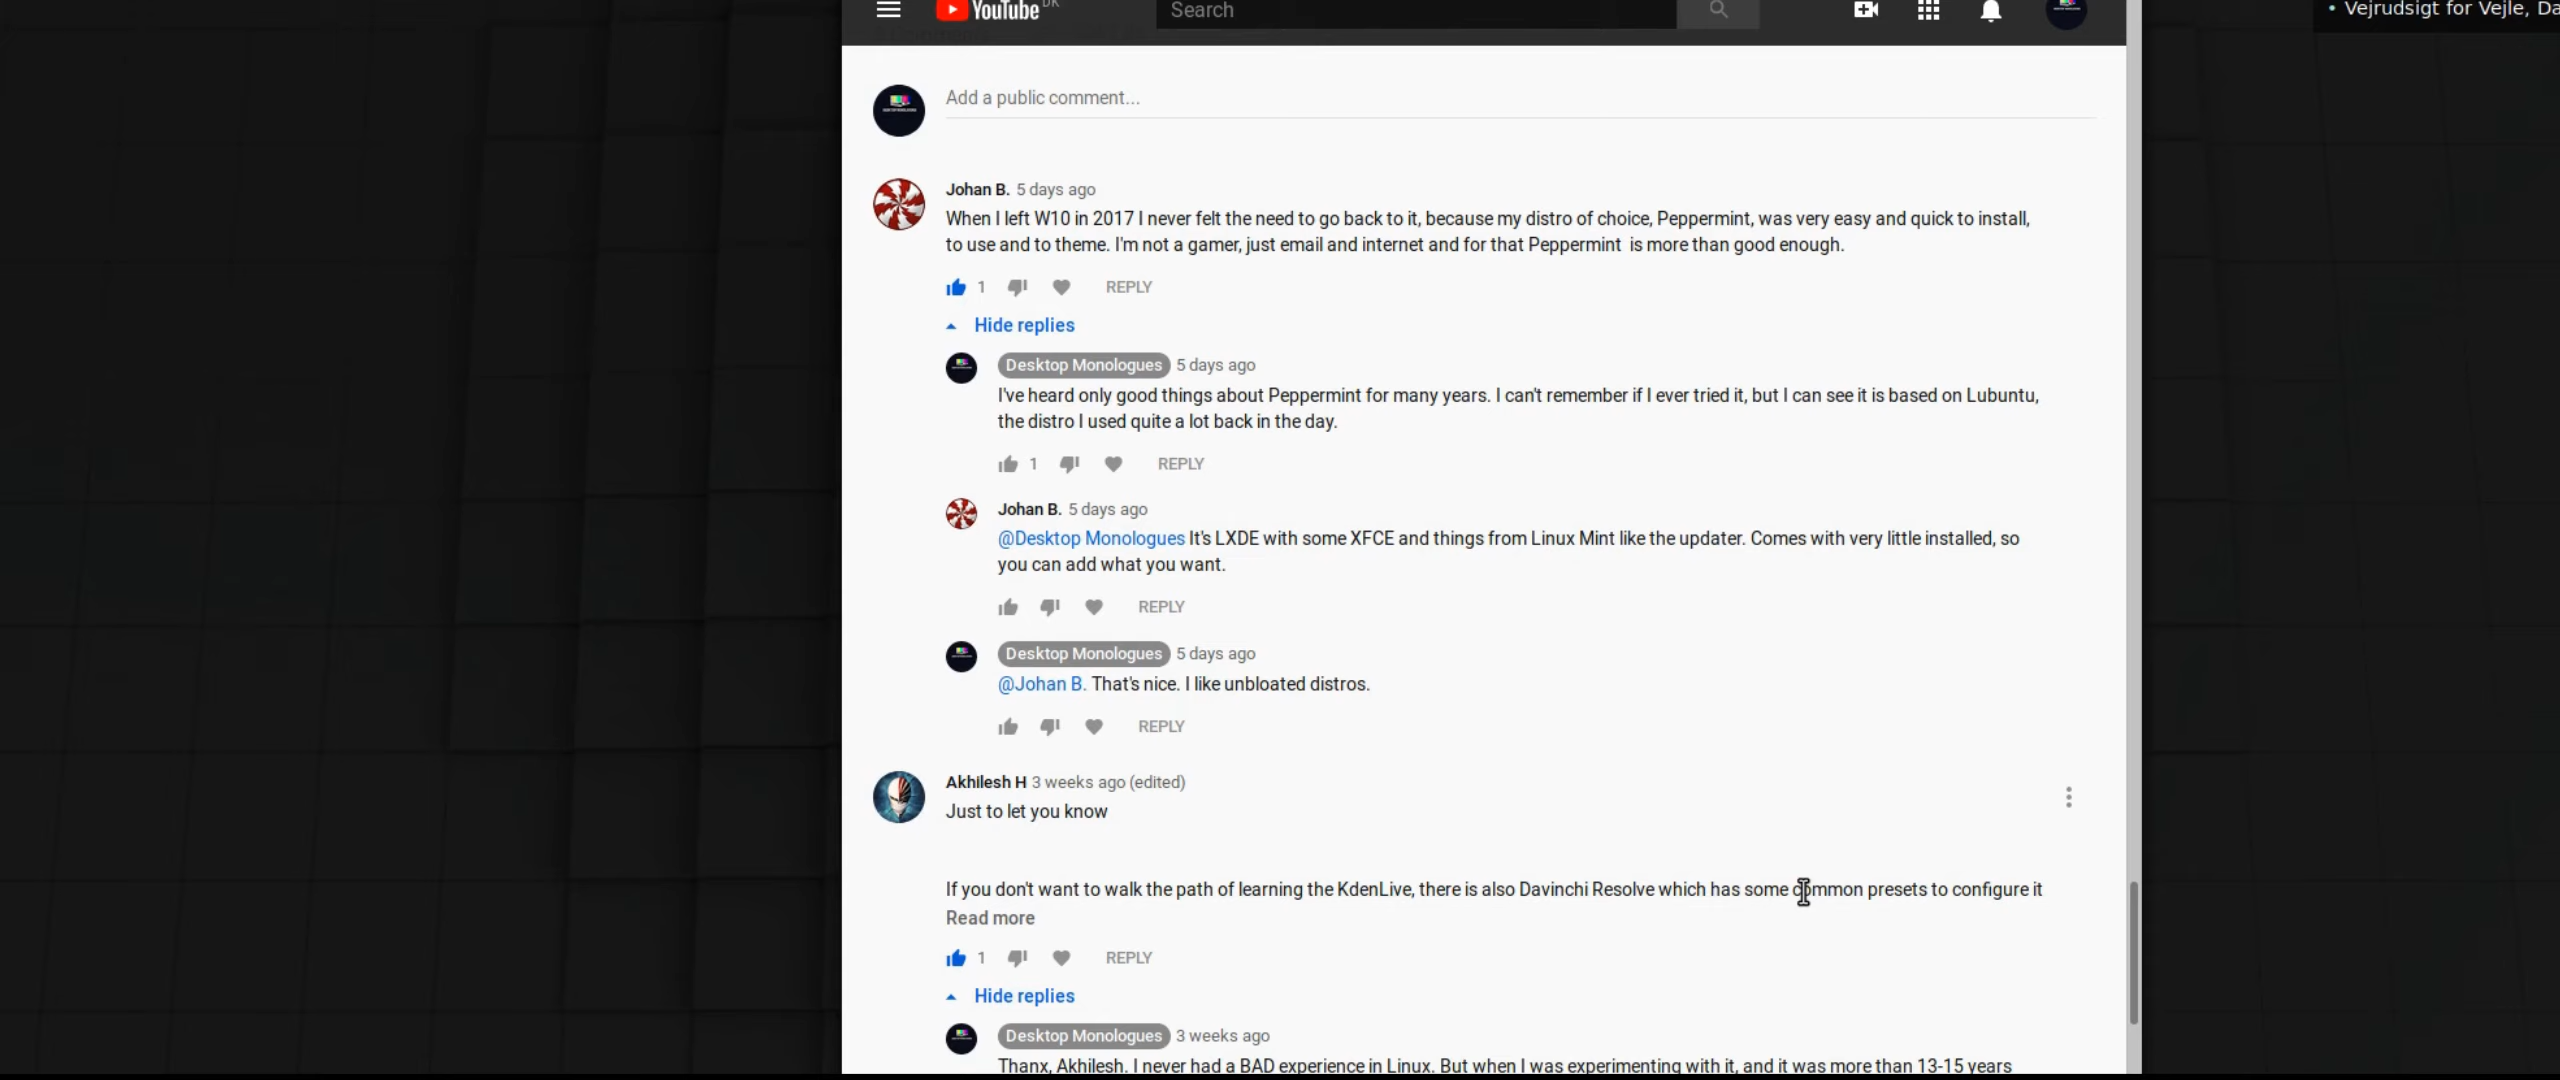 YouTube DK
Search
• Vejrudsigt for Vejle, Da
Add a public comment...
Johan B. 5 days ago
When I left W10 in 2017 I never felt the need to go back to it, because my distro of choice, Peppermint, was very easy and quick to install,
to use and to theme. I'm not a gamer, just email and internet and for that Peppermint is more than good enough.
1 REPLY
Hide replies
Desktop Monologues 5 days ago
I've heard only good things about Peppermint for many years. I can't remember if I ever tried it, but I can see it is based on Lubuntu,
the distro I used quite a lot back in the day.
1 REPLY
Johan B. 5 days ago
@Desktop Monologues It's LXDE with some XFCE and things from Linux Mint like the updater. Comes with very little installed, so
you can add what you want.
REPLY
Desktop Monologues 5 days ago
@Johan B. That's nice. I like unbloated distros.
REPLY
Akhilesh H 3 weeks ago (edited)
Just to let you know
If you don't want to walk the path of learning the KdenLive, there is also Davinchi Resolve which has some common presets to configure it
Read more
1 REPLY
Hide replies
Desktop Monologues 3 weeks ago
Thanx, Akhilesh. I never had a BAD experience in Linux. But when I was experimenting with it, and it was more than 13-15 years